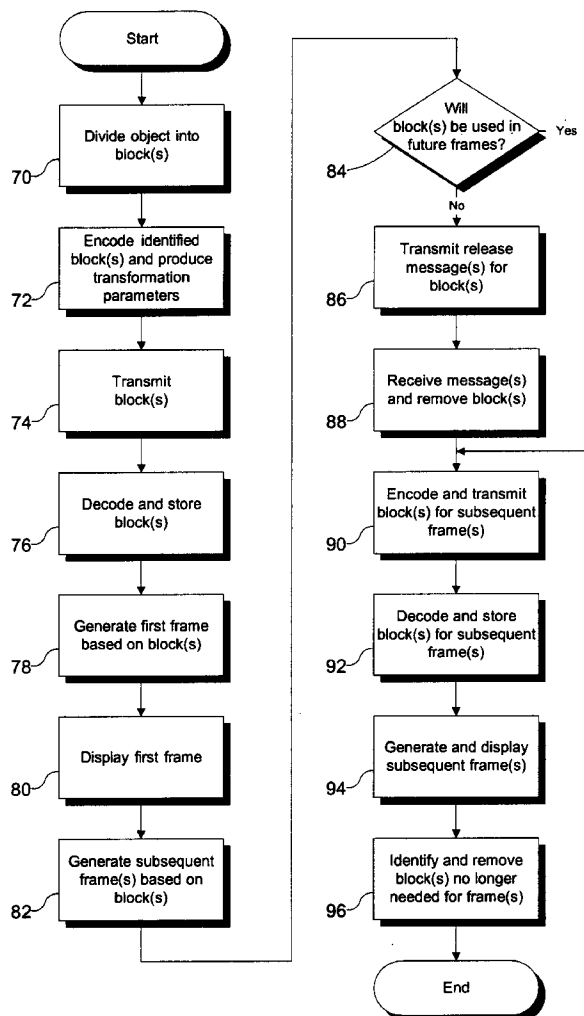 Start
Divide object into
block(s)
70
Encode identified
block(s) and produce
transformation
parameters
72
Transmit
block(s)
74
Decode and store
block(s)
76
Generate first frame
based on block(s)
78
Display first frame
80
Generate subsequent
frame(s) based on
block(s)
82
Will
block(s) be used in
future frames?
Yes
84
No
Transmit release
message(s) for
block(s)
86
Receive message(s)
and remove block(s)
88
Encode and transmit
block(s) for subsequent
frame(s)
90
Decode and store
block(s) for subsequent
frame(s)
92
Generate and display
subsequent frame(s)
94
Identify and remove
block(s) no longer
needed for frame(s)
96
End